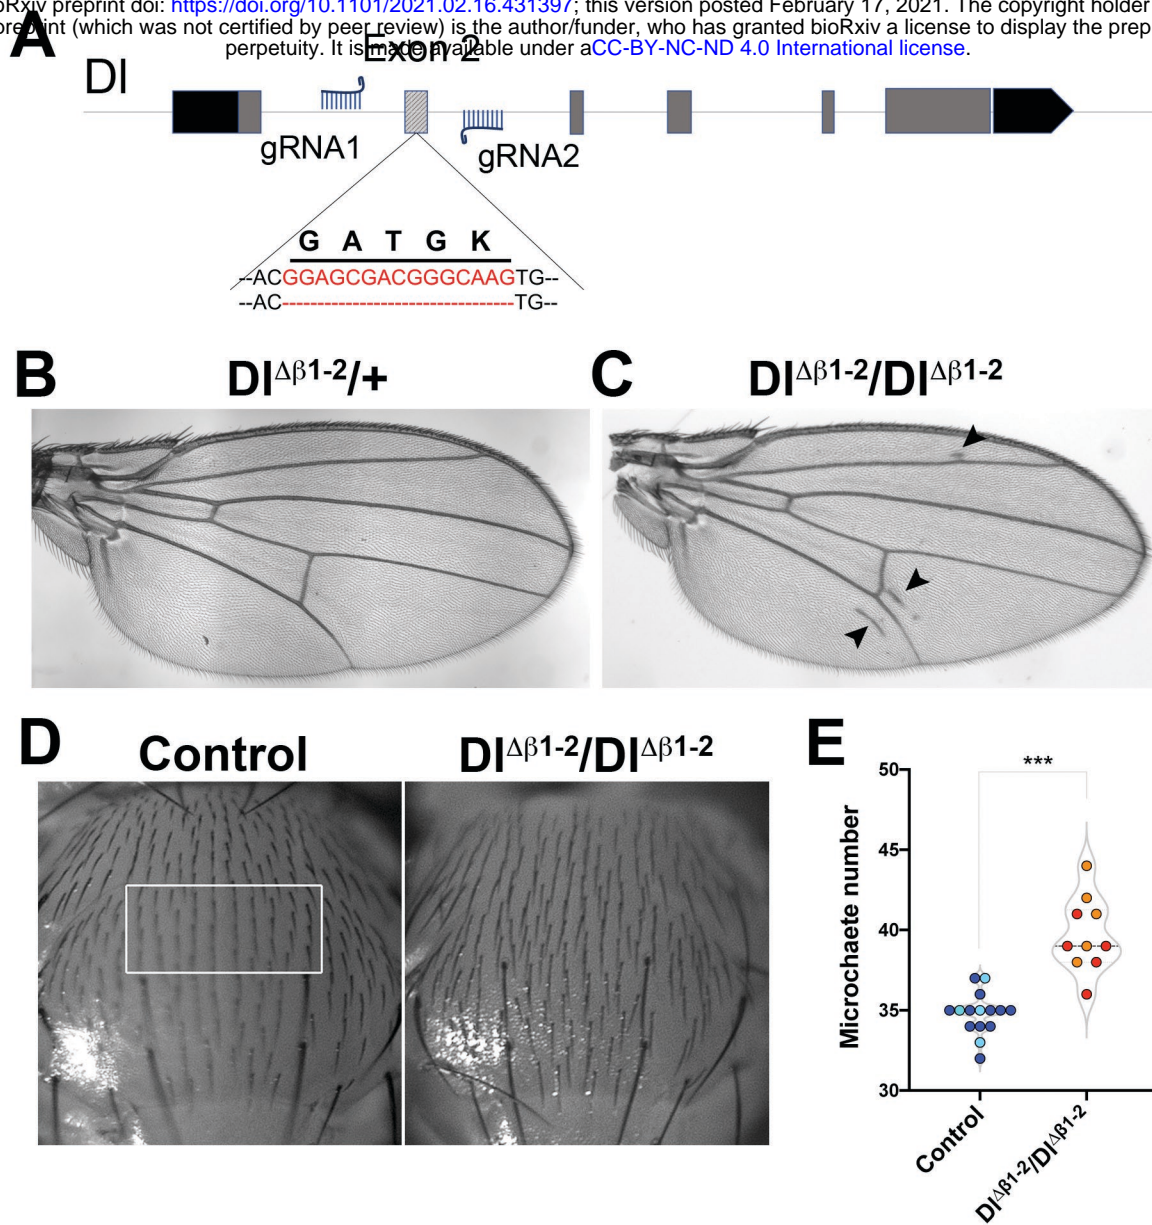 oRxiv preprint doi: https://doi.org/10.1101/2021.02.16.431397; this version posted February 17, 2021. The copyright holder
preprint (which was not certified by peer review) is the author/funder, who has granted bioRxiv a license to display the prep
perpetuity. It is made available under aCC-BY-NC-ND 4.0 International license.
A
Exon 2
Dl
gRNA1
gRNA2
G A T G K
--ACGGAGCGACGGGCAAGTG--
--AC-----------------------------TG--
B
Dl^Δβ1-2/+
C
Dl^Δβ1-2/Dl^Δβ1-2
D
Control
Dl^Δβ1-2/Dl^Δβ1-2
E
***
50
45
40
35
30
Microchaete number
Control
Dl^Δβ1-2/Dl^Δβ1-2